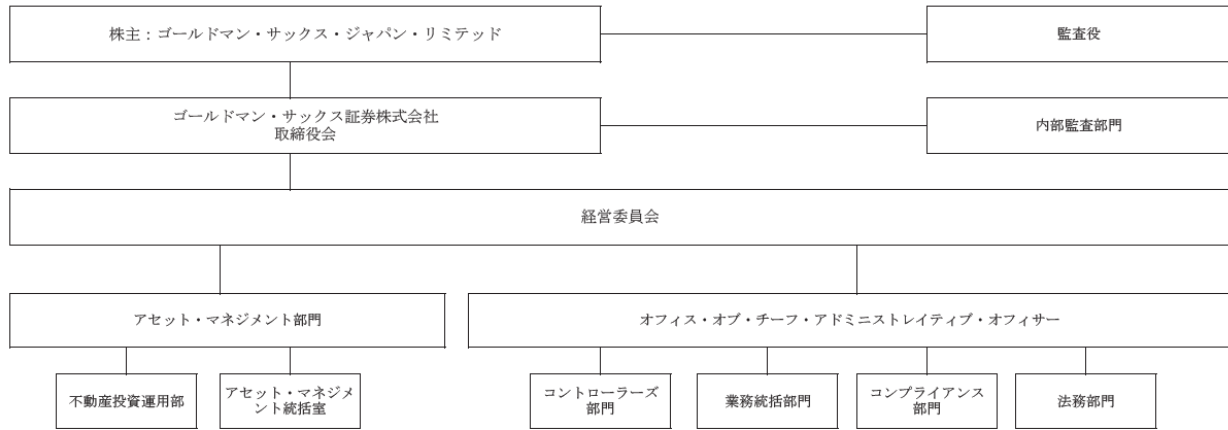 株主：ゴールドマン・サックス・ジャパン・リミテッド
監査役
ゴールドマン・サックス証券株式会社
取締役会
内部監査部門
経営委員会
アセット・マネジメント部門
オフィス・オブ・チーフ・アドミニストレイティブ・オフィサー
不動産投資運用部
アセット・マネジメ
ント統括室
コントローラーズ
部門
業務統括部門
コンプライアンス
部門
法務部門